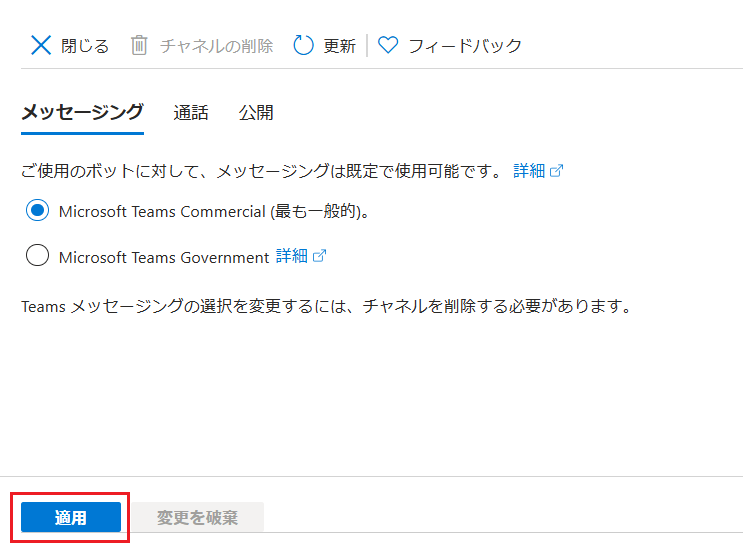 閉じる チャネルの削除 更新 フィードバック
メッセージング 通話 公開
ご使用のボットに対して、メッセージングは既定で使用可能です。 詳細
Microsoft Teams Commercial (最も一般的)。
Microsoft Teams Government 詳細
Teams メッセージングの選択を変更するには、チャネルを削除する必要があります。
適用 変更を破棄